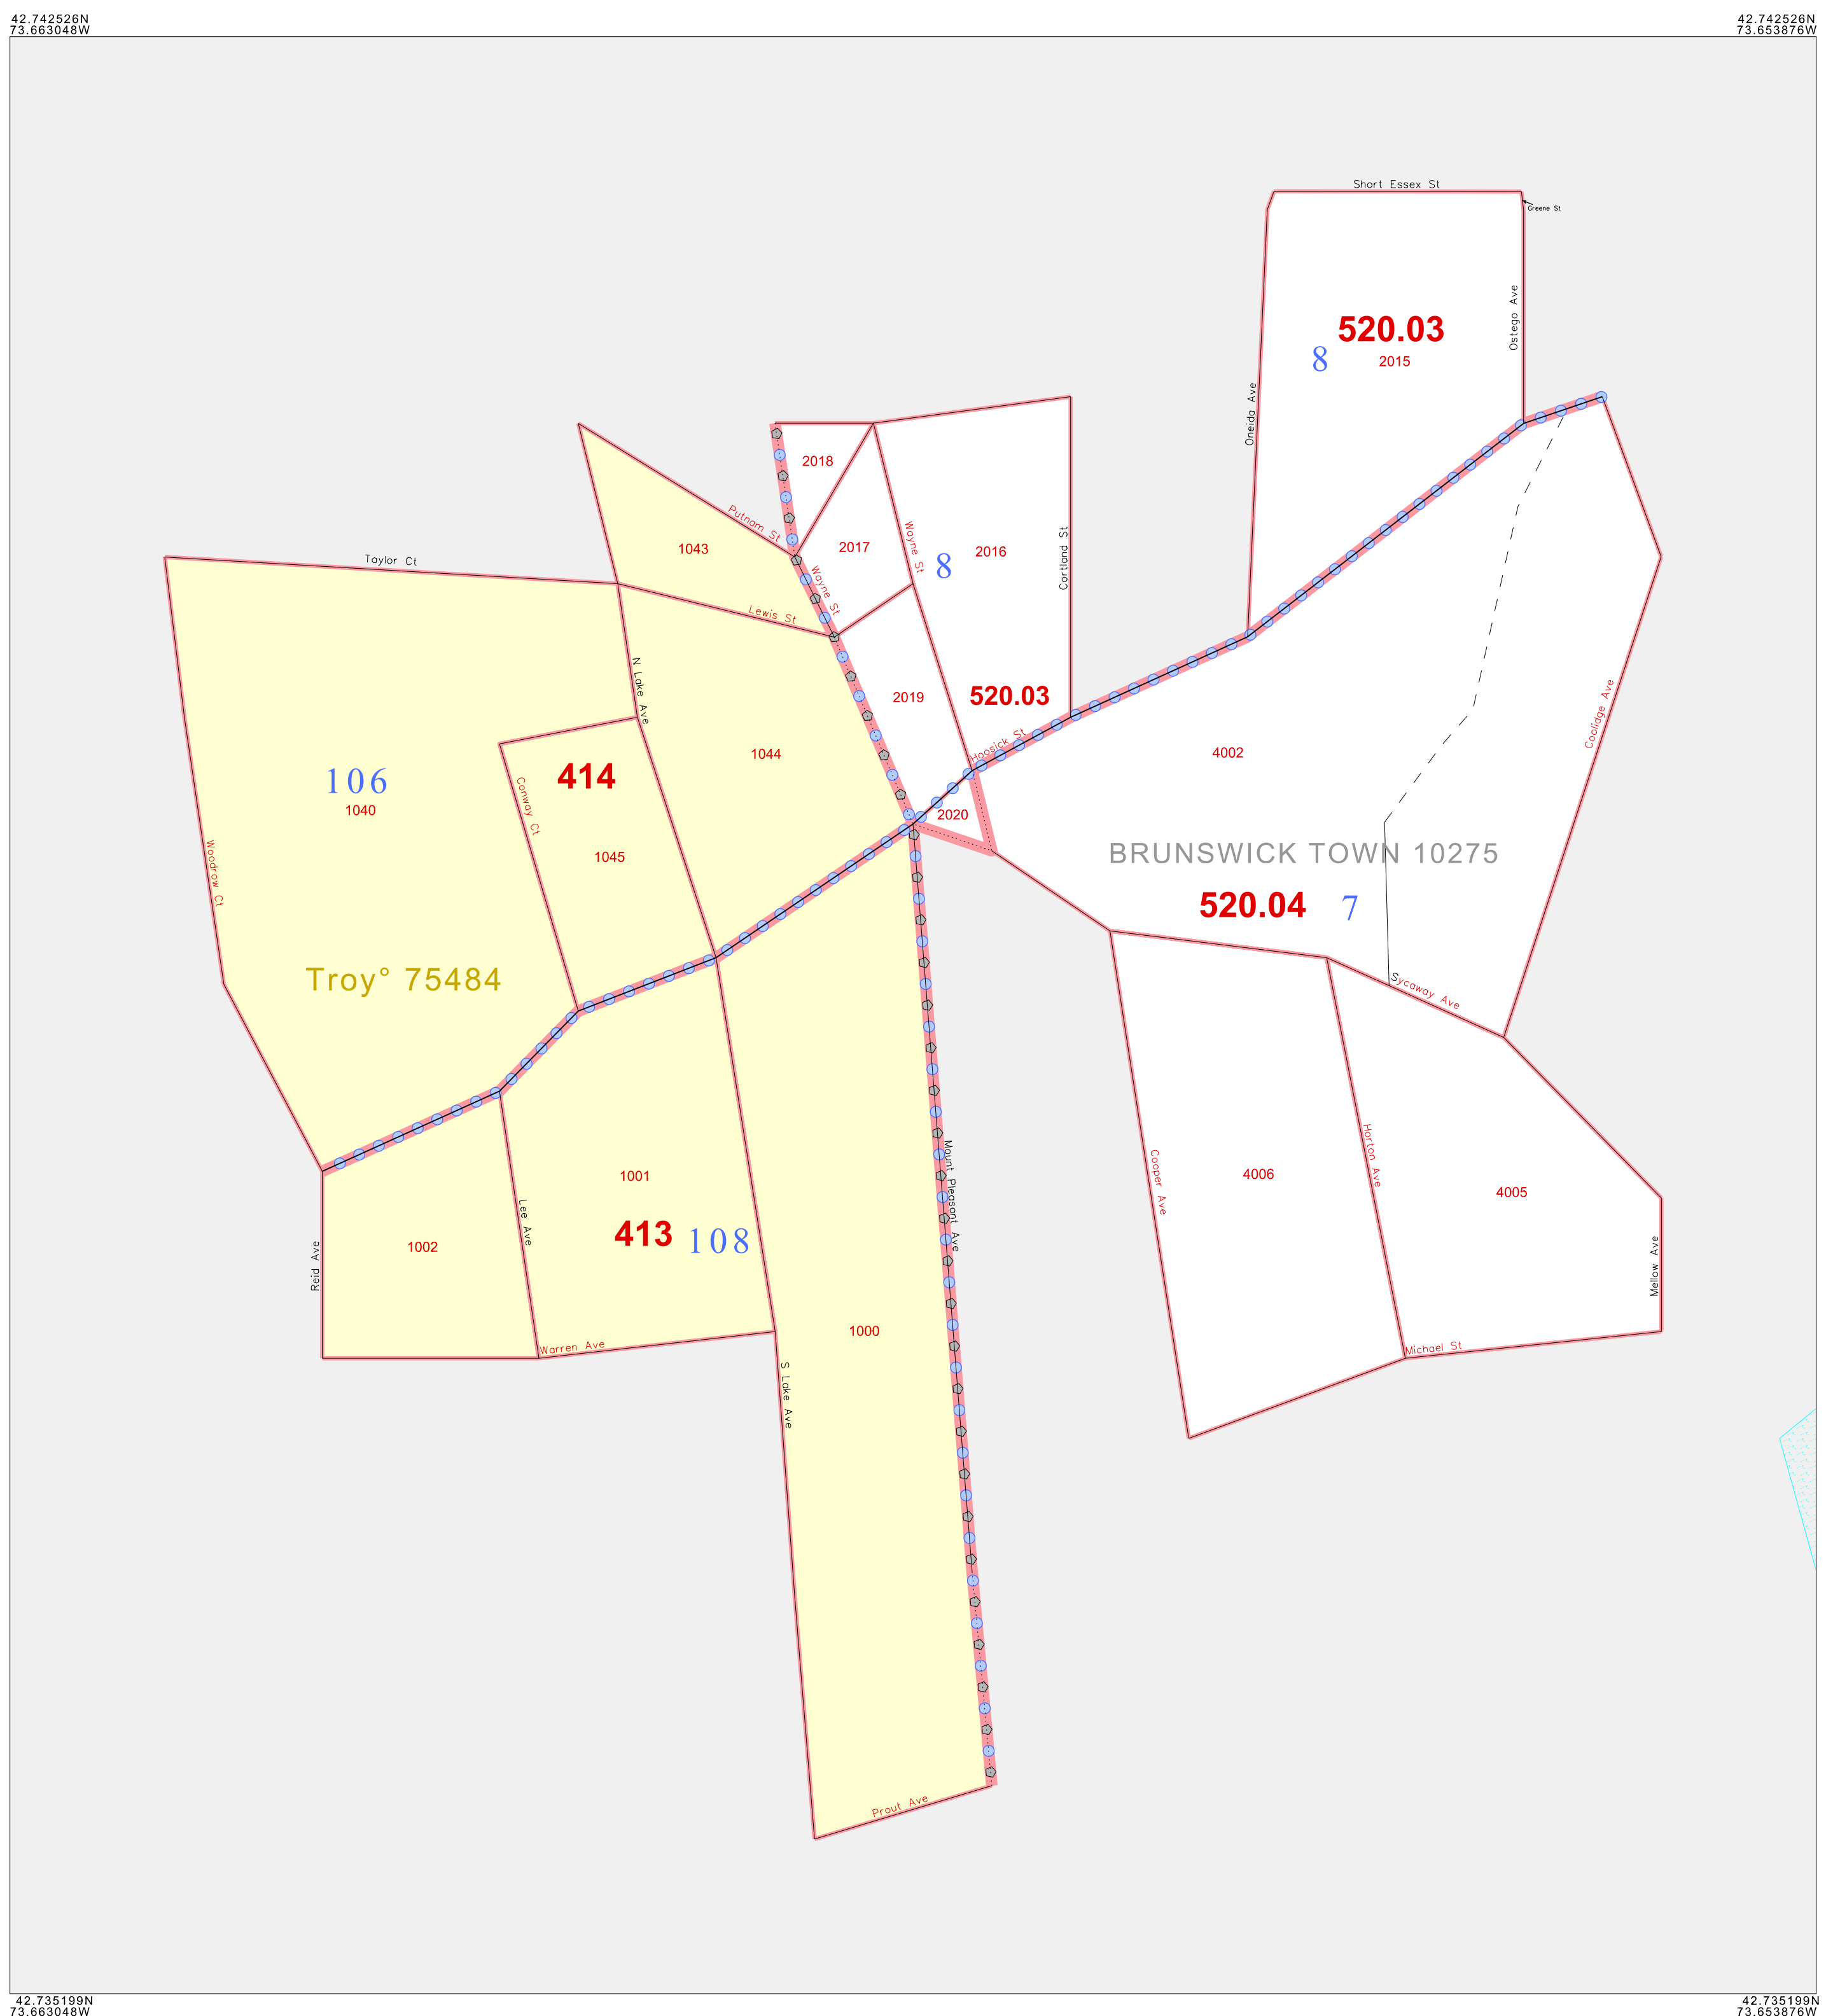 42.742526N
73.663048W
42.742526N
73.653876W
Short Essex St
Greene St
Ostego Ave
520.03
8
2015
Oneida Ave
2018
Putnam St
1043
2017
Wayne St
2016
8
Cortland St
Taylor Ct
Wayne St
Lewis St
N Lake Ave
2019
520.03
Coolidge Ave
Hoosick St
1044
4002
414
106
1040
Conway Ct
2020
1045
BRUNSWICK TOWN 10275
Woodrow Ct
520.04
7
Troy° 75484
Sycaway Ave
1001
Mount Pleasant Ave
Cooper Ave
4006
Horton Ave
4005
Lee Ave
413
108
1002
Reid Ave
Mellow Ave
1000
Warren Ave
Michael St
S Lake Ave
Prout Ave
42.735199N
73.663048W
42.735199N
73.653876W